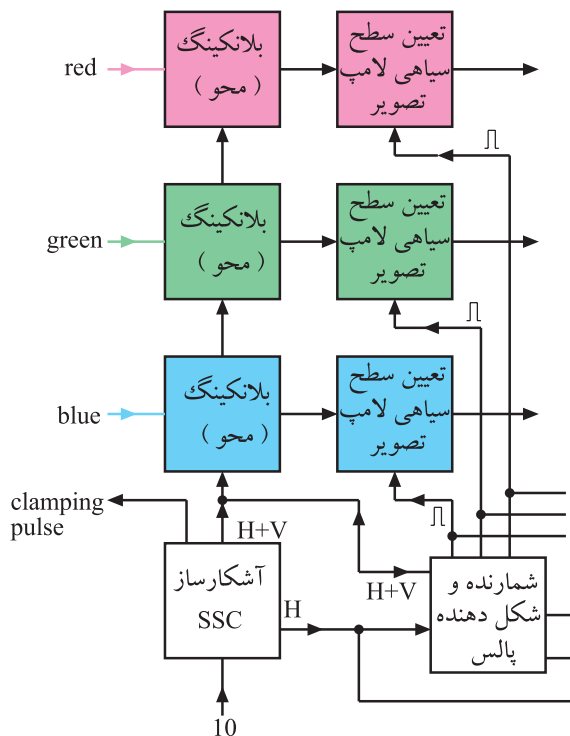 red
بلانکینگ
( محو )
تعیین سطح
سیاهی لامپ
تصویر
green
بلانکینگ
( محو )
تعیین سطح
سیاهی لامپ
تصویر
blue
بلانکینگ
( محو )
تعیین سطح
سیاهی لامپ
تصویر
clamping
pulse
H+V
آشکارساز
SSC
H
H+V
شمارنده و
شکل دهنده
پالس
10